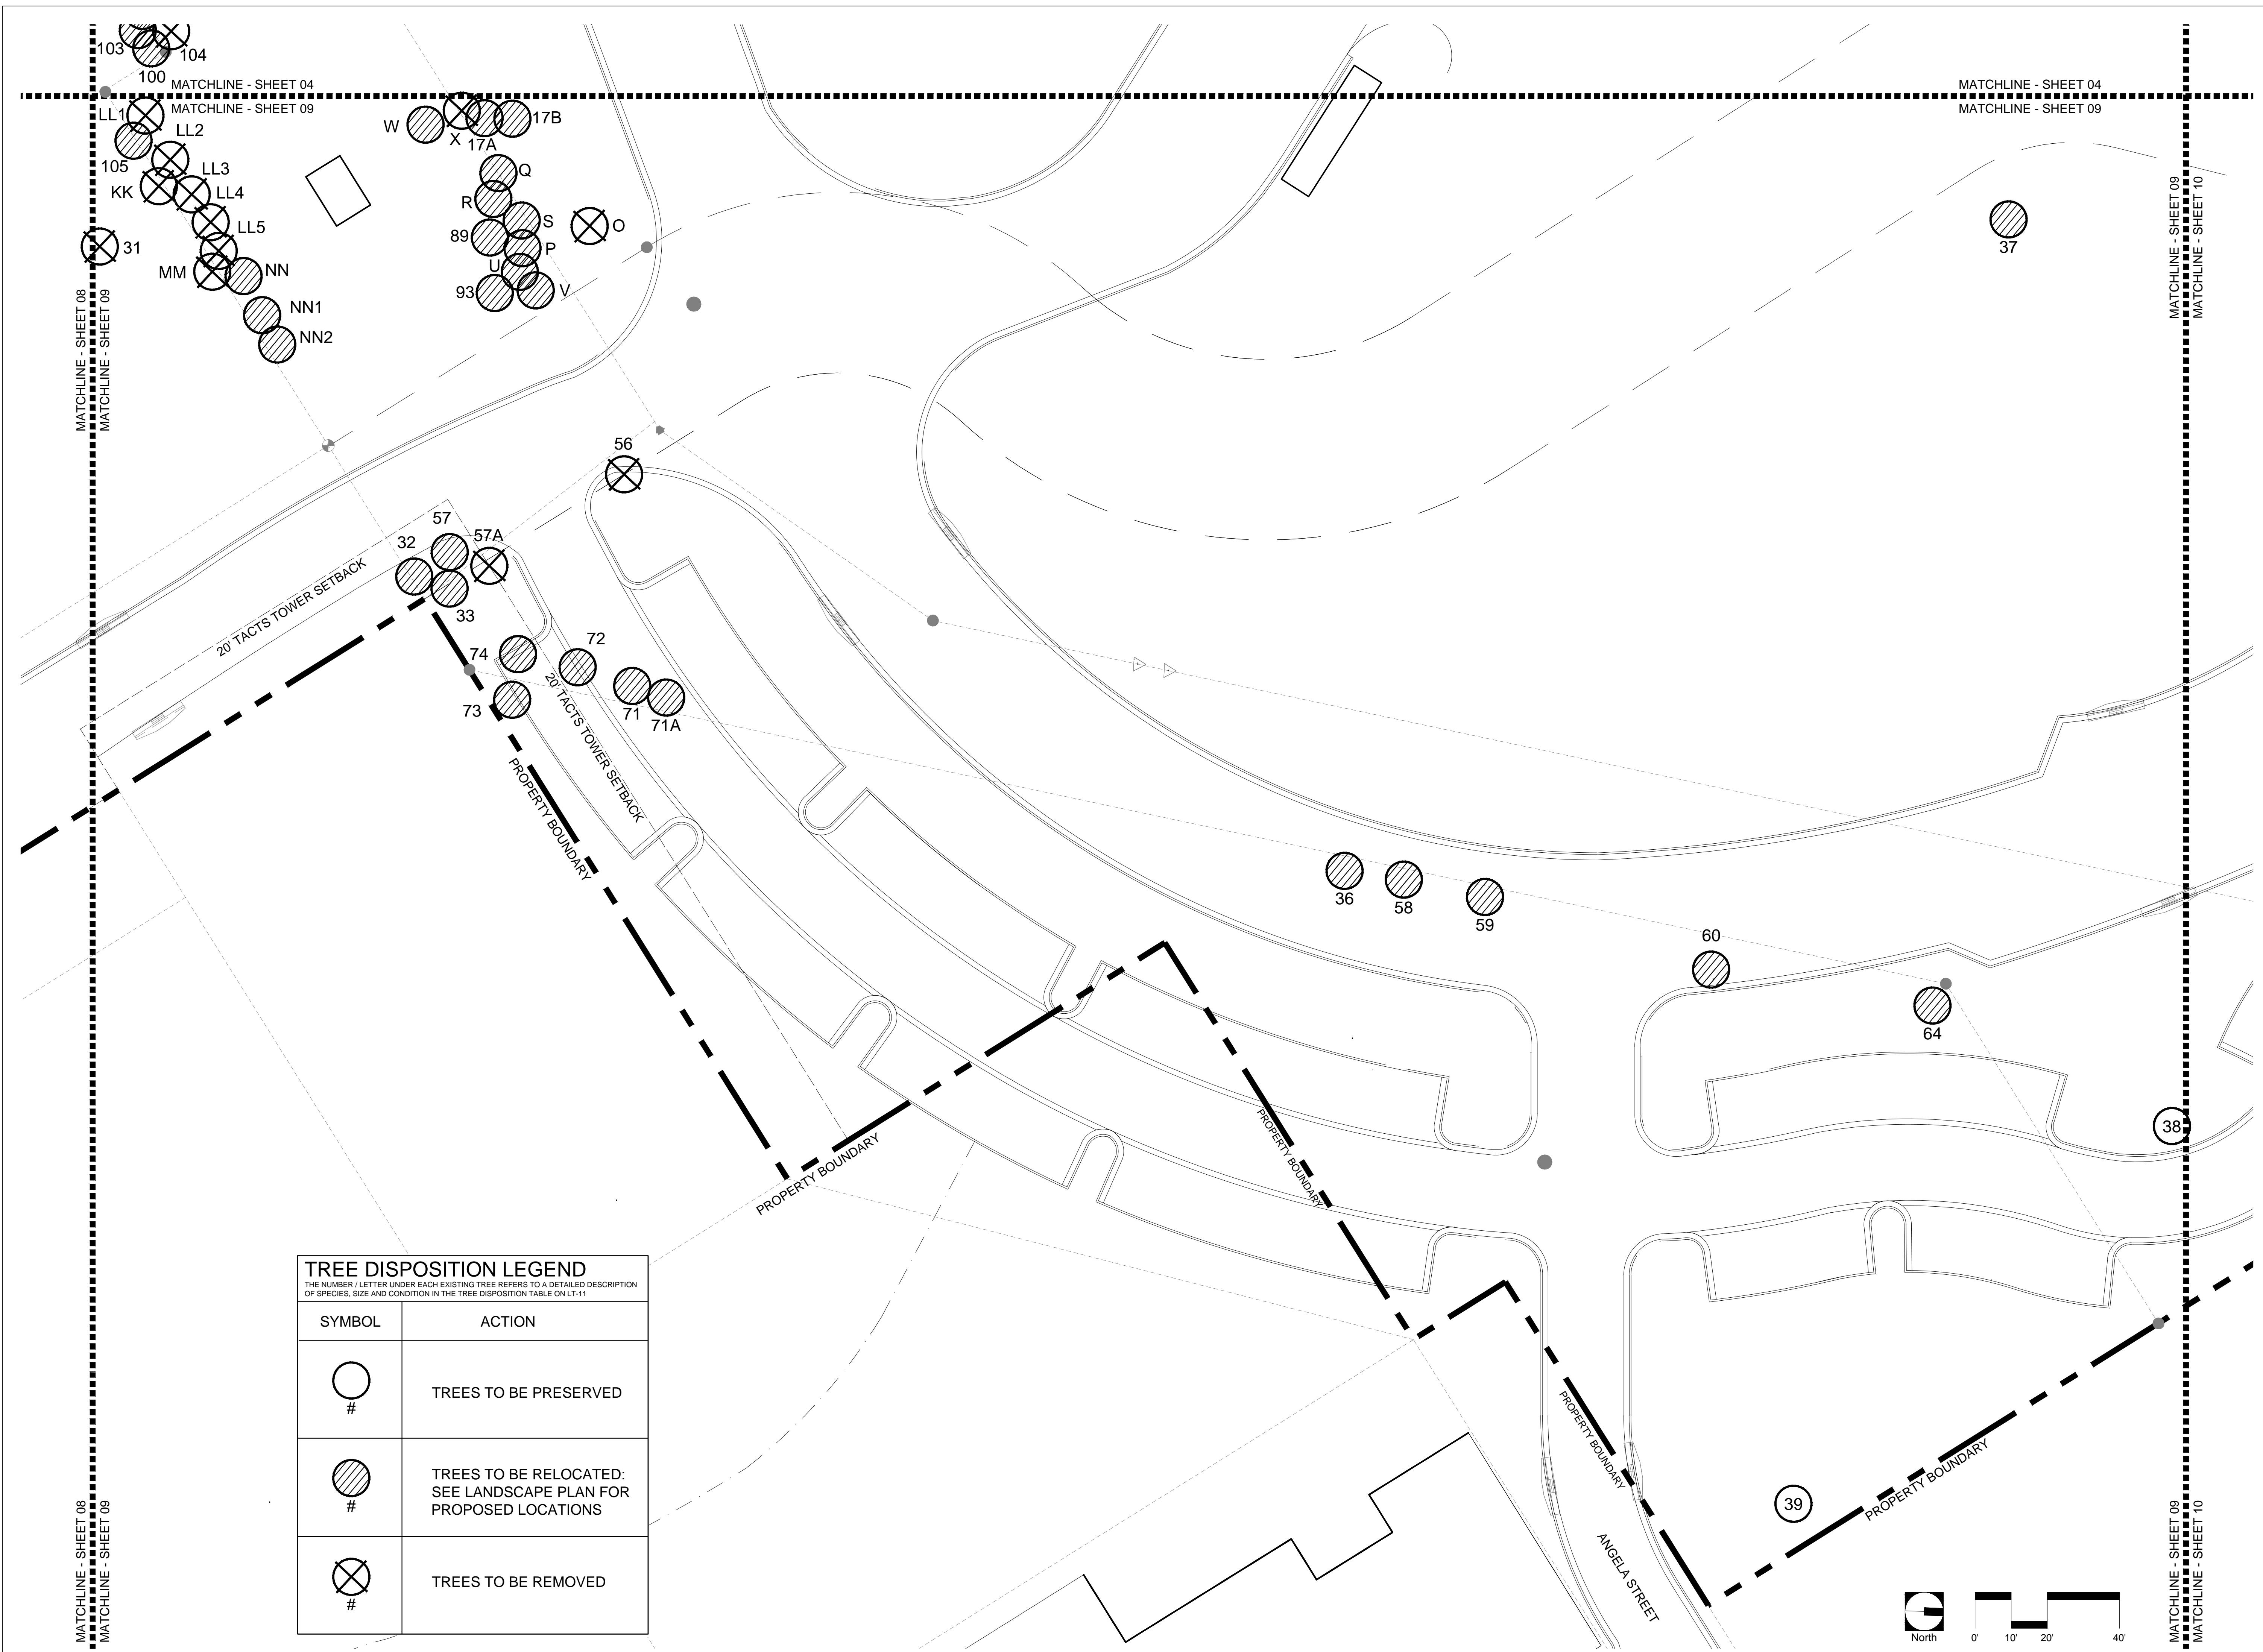 103
104
100
MATCHLINE - SHEET 04
MATCHLINE - SHEET 09
MATCHLINE - SHEET 04
MATCHLINE - SHEET 09
LL1
LL2
105
LL3
KK
LL4
LL5
31
MM
NN
NN1
NN2
W
X
17A
17B
Q
R
S
89
P
O
U
93
V
37
MATCHLINE - SHEET 08
MATCHLINE - SHEET 09
MATCHLINE - SHEET 09
MATCHLINE - SHEET 10
56
57
57A
32
33
20' TACTS TOWER SETBACK
74
72
73
71
71A
20' TACTS TOWER SETBACK
PROPERTY BOUNDARY
36
58
59
60
64
38
PROPERTY BOUNDARY
PROPERTY BOUNDARY
TREE DISPOSITION LEGEND
THE NUMBER / LETTER UNDER EACH EXISTING TREE REFERS TO A DETAILED DESCRIPTION
OF SPECIES, SIZE AND CONDITION IN THE TREE DISPOSITION TABLE ON LT-11
SYMBOL
ACTION
#
TREES TO BE PRESERVED
#
TREES TO BE RELOCATED:
SEE LANDSCAPE PLAN FOR
PROPOSED LOCATIONS
#
TREES TO BE REMOVED
PROPERTY BOUNDARY
39
PROPERTY BOUNDARY
ANGELA STREET
MATCHLINE - SHEET 08
MATCHLINE - SHEET 09
MATCHLINE - SHEET 09
MATCHLINE - SHEET 10
North
0'
10'
20'
40'